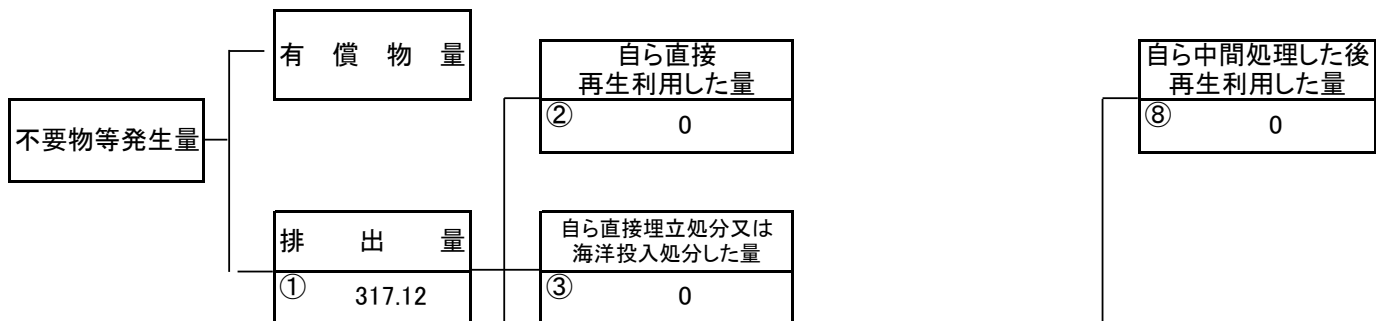 有償物量
自ら直接
再生利用した量
② 0
自ら中間処理した後
再生利用した量
⑧ 0
不要物等発生量
排出量
① 317.12
自ら直接埋立処分又は
海洋投入処分した量
③ 0